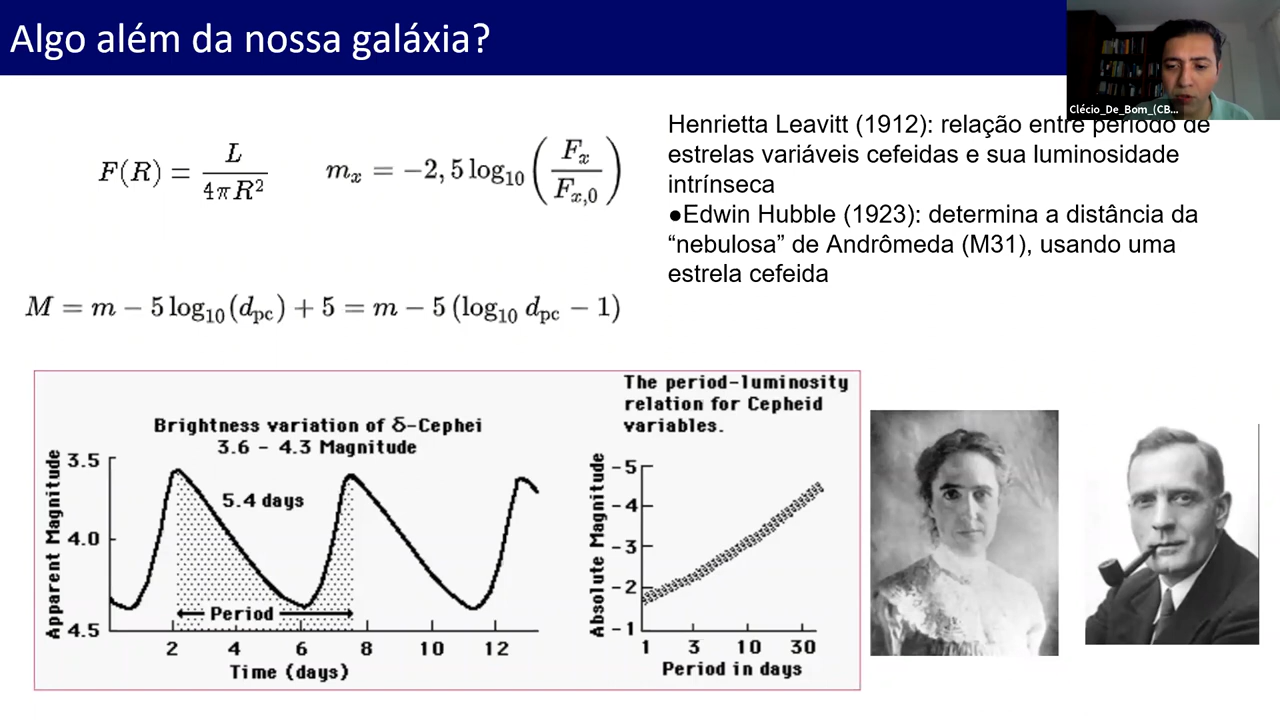 Algo além da nossa galáxia?
Clécio_De_Bom_(CB...
F(R) = L / 4πR²
mₓ = −2,5 log₁₀ (Fₓ / Fₓ,₀)
M = m − 5 log₁₀(d_pc) + 5 = m − 5 (log₁₀ d_pc − 1)
Henrietta Leavitt (1912): relação entre período de
estrelas variáveis cefeidas e sua luminosidade
intrínseca
●Edwin Hubble (1923): determina a distância da
“nebulosa” de Andrômeda (M31), usando uma
estrela cefeida
Brightness variation of δ-Cephei
3.6 - 4.3 Magnitude
Apparent Magnitude
3.5
4.0
4.5
5.4 days
Period
2 4 6 8 10 12
Time (days)
The period-luminosity
relation for Cepheid
variables.
Absolute Magnitude
-5
-4
-3
-2
-1
1 3 10 30
Period in days